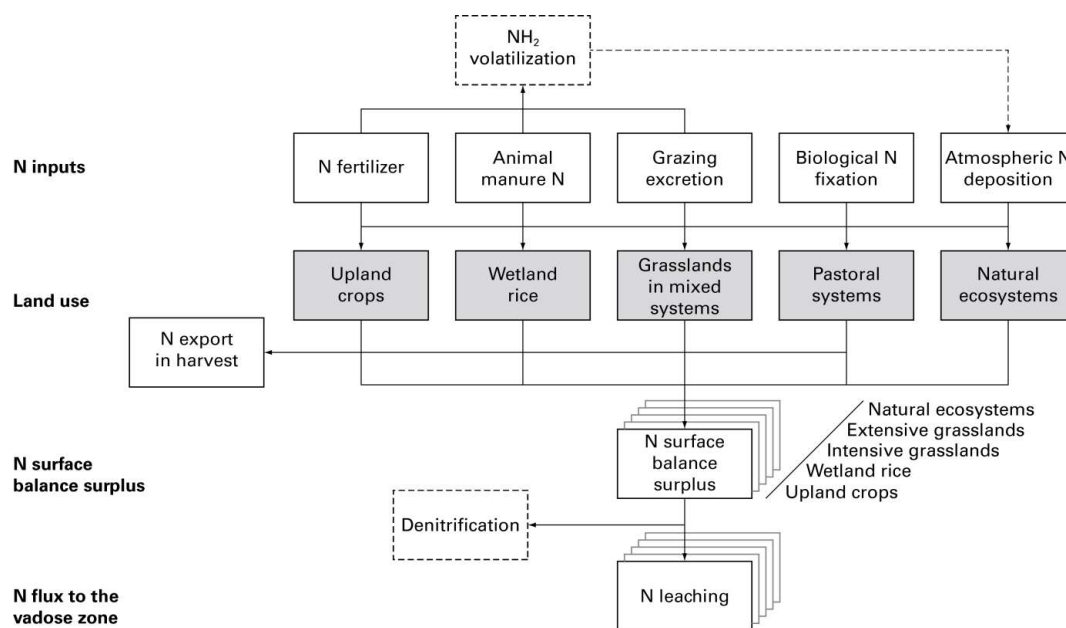 NH₂
volatilization
N inputs
N fertilizer
Animal
manure N
Grazing
excretion
Biological N
fixation
Atmospheric N
deposition
Land use
Upland
crops
Wetland
rice
Grasslands
in mixed
systems
Pastoral
systems
Natural
ecosystems
N export
in harvest
N surface
balance surplus
N surface
balance
surplus
Natural ecosystems
Extensive grasslands
Intensive grasslands
Wetland rice
Upland crops
Denitrification
N flux to the
vadose zone
N leaching